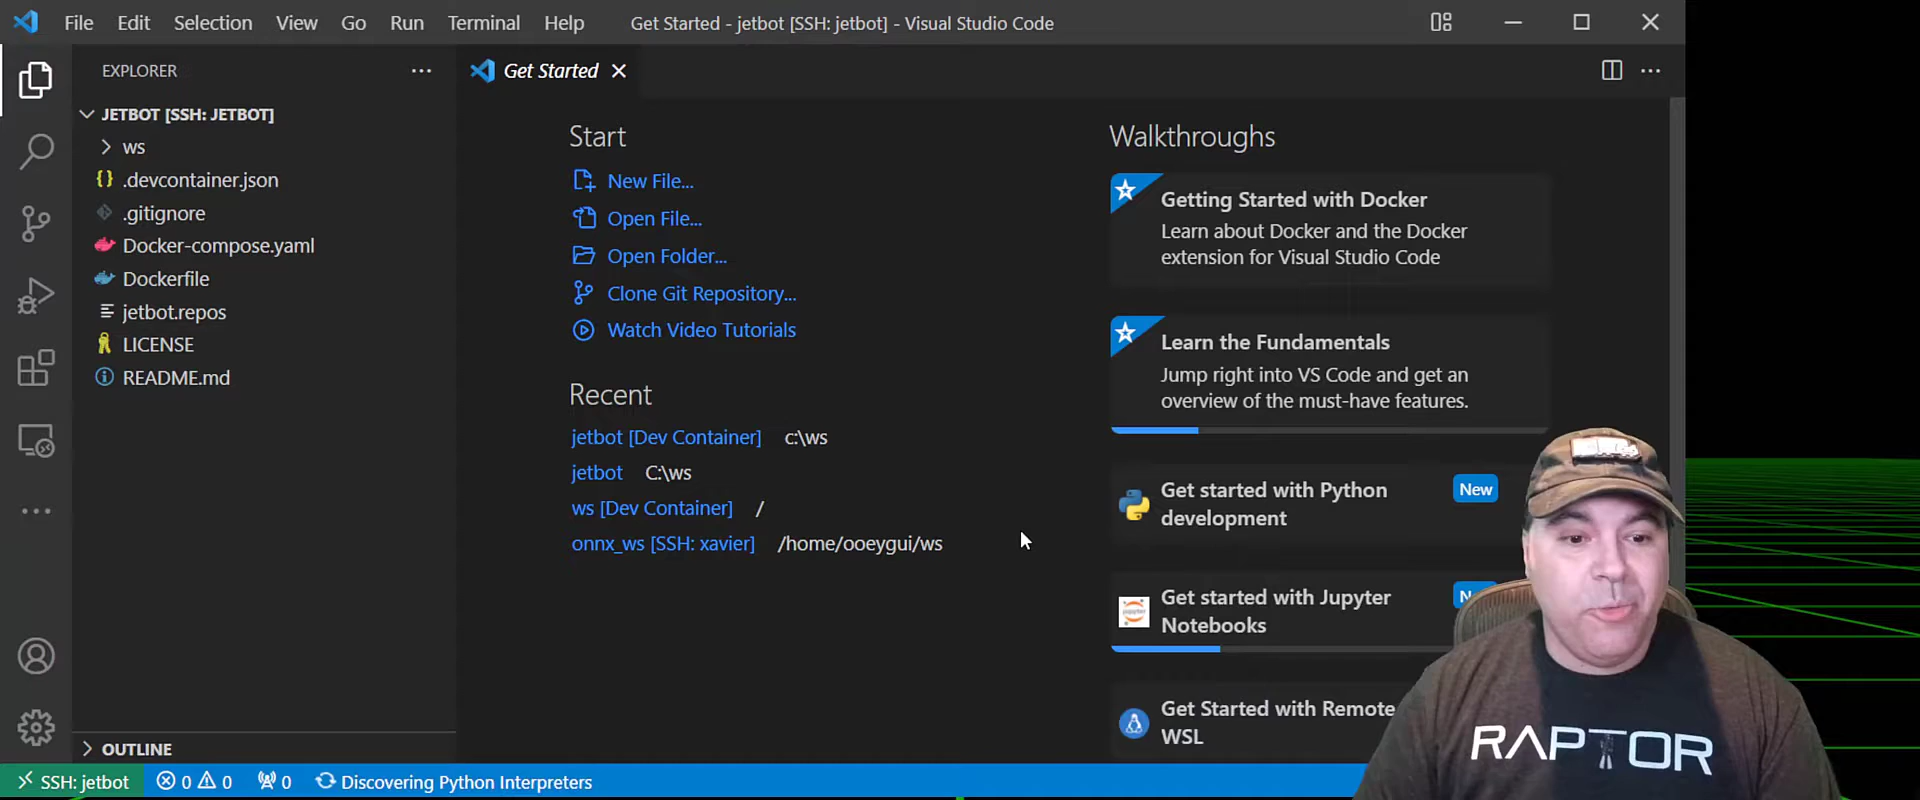 File Edit Selection View Go Run Terminal Help Get Started - jetbot [SSH: jetbot] - Visual Studio Code
EXPLORER
Get Started
JETBOT [SSH: JETBOT]
ws
.devcontainer.json
.gitignore
Docker-compose.yaml
Dockerfile
jetbot.repos
LICENSE
README.md
OUTLINE
Start
New File...
Open File...
Open Folder...
Clone Git Repository...
Watch Video Tutorials
Recent
jetbot [Dev Container] c:\ws
jetbot C:\ws
ws [Dev Container] /
onnx_ws [SSH: xavier] /home/ooeygui/ws
Walkthroughs
Getting Started with Docker
Learn about Docker and the Docker
extension for Visual Studio Code
Learn the Fundamentals
Jump right into VS Code and get an
overview of the must-have features.
Get started with Python New
development
Get started with Jupyter
Notebooks
Get Started with Remote
WSL
RAPTOR
SSH: jetbot 0 0 0 Discovering Python Interpreters